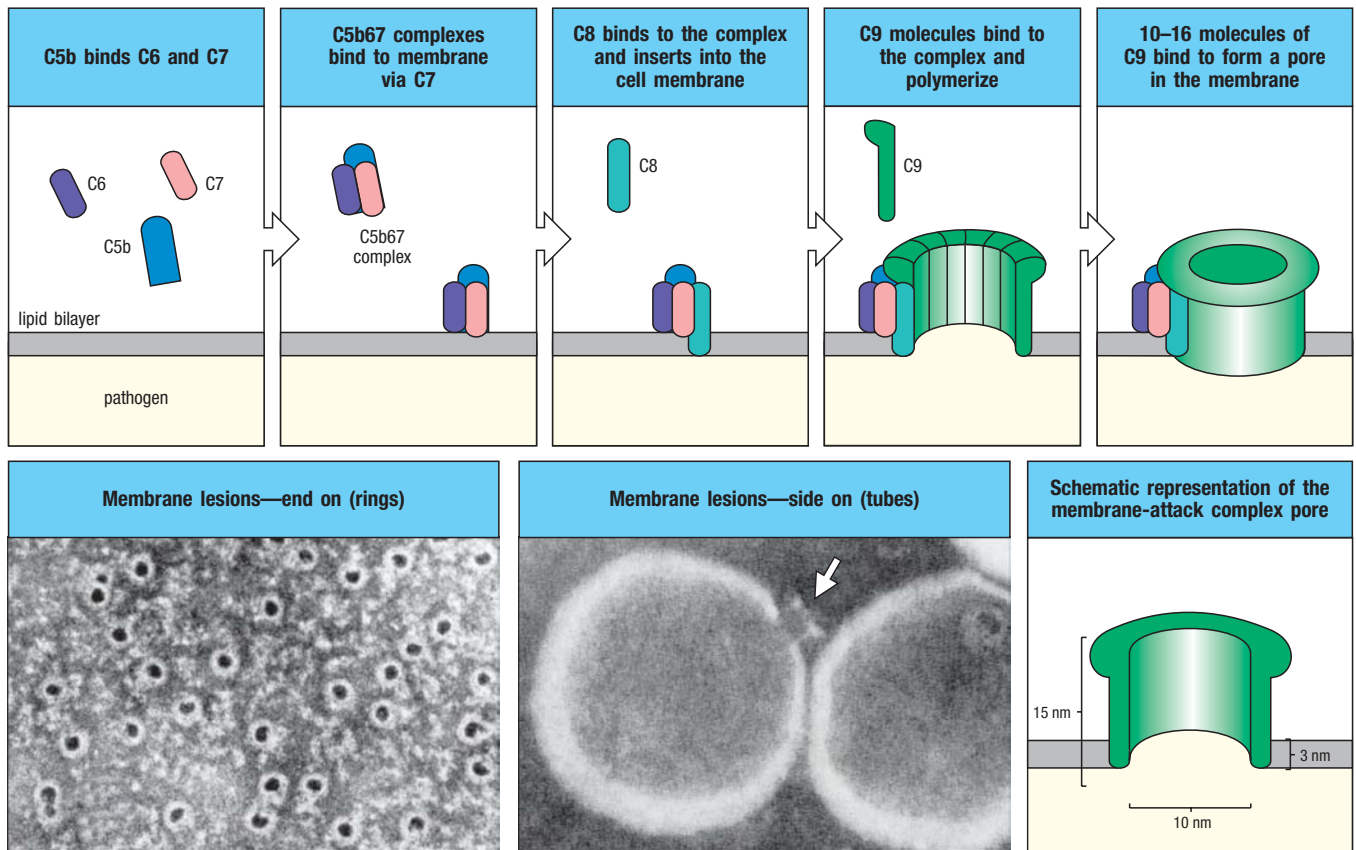 C5b binds C6 and C7
C5b67 complexes
bind to membrane
via C7
C8 binds to the complex
and inserts into the
cell membrane
C9 molecules bind to
the complex and
polymerize
10–16 molecules of
C9 bind to form a pore
in the membrane
C6
C7
C5b
lipid bilayer
pathogen
C5b67
complex
C8
C9
Membrane lesions—end on (rings)
Membrane lesions—side on (tubes)
Schematic representation of the
membrane-attack complex pore
15 nm
3 nm
10 nm